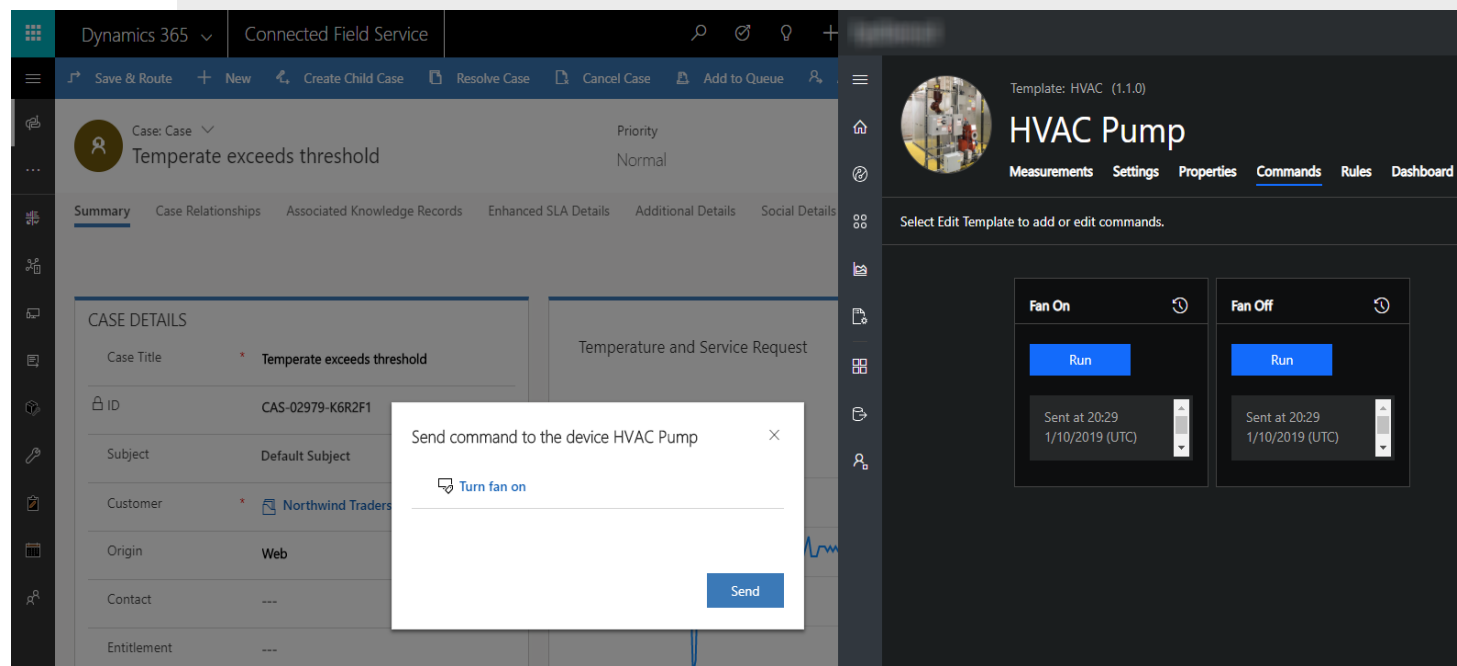 Dynamics 365
Connected Field Service
Save & Route
New
Create Child Case
Resolve Case
Cancel Case
Add to Queue
Case: Case
Temperate exceeds threshold
Priority
Normal
Summary
Case Relationships
Associated Knowledge Records
Enhanced SLA Details
Additional Details
Social Details
CASE DETAILS
Case Title * Temperate exceeds threshold
ID CAS-02979-K6R2F1
Subject Default Subject
Customer * Northwind Traders
Origin Web
Contact ---
Entitlement ---
Temperature and Service Request
Send command to the device HVAC Pump
Turn fan on
Send
Template: HVAC (1.1.0)
HVAC Pump
Measurements
Settings
Properties
Commands
Rules
Dashboard
Select Edit Template to add or edit commands.
Fan On
Run
Sent at 20:29
1/10/2019 (UTC)
Fan Off
Run
Sent at 20:29
1/10/2019 (UTC)